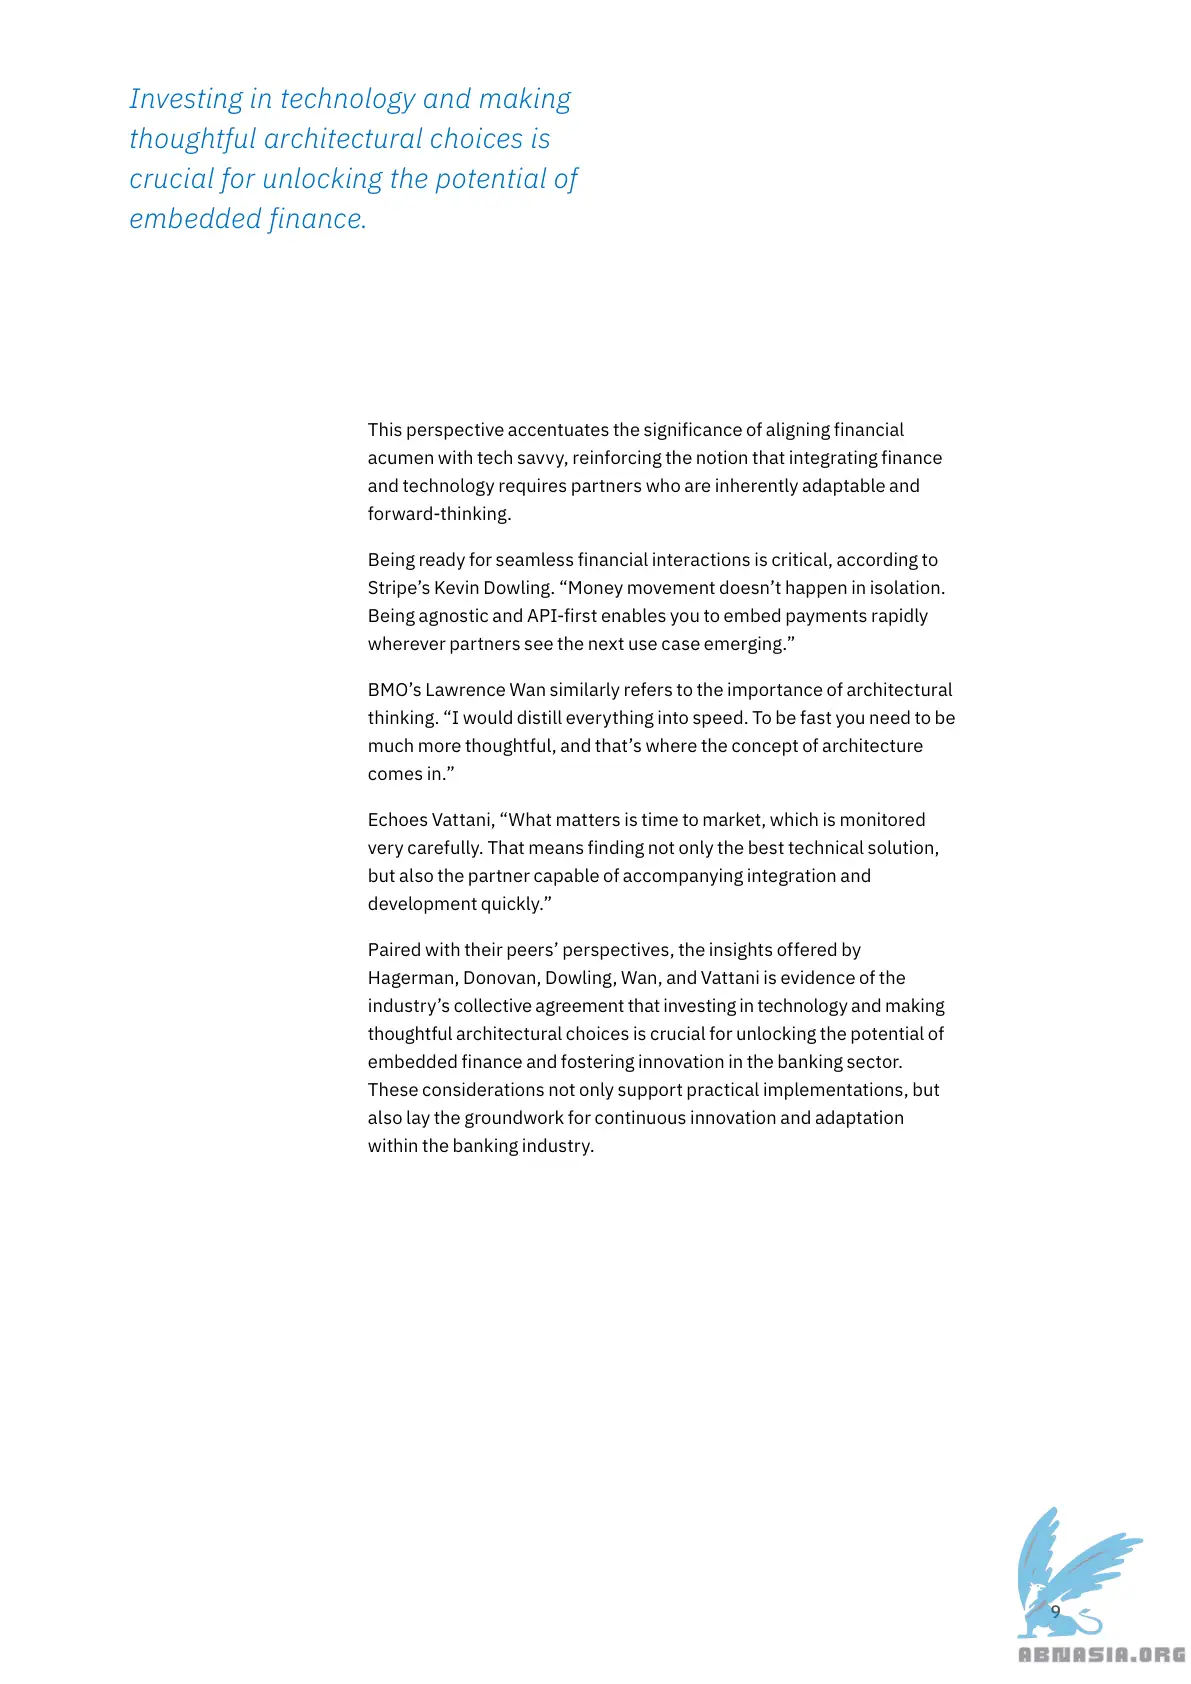 Investing in technology and making
thoughtful architectural choices is
crucial for unlocking the potential of
embedded finance.
This perspective accentuates the significance of aligning financial
acumen with tech savvy, reinforcing the notion that integrating finance
and technology requires partners who are inherently adaptable and
forward-thinking.
Being ready for seamless financial interactions is critical, according to
Stripe’s Kevin Dowling. “Money movement doesn’t happen in isolation.
Being agnostic and API-first enables you to embed payments rapidly
wherever partners see the next use case emerging.”
BMO’s Lawrence Wan similarly refers to the importance of architectural
thinking. “I would distill everything into speed. To be fast you need to be
much more thoughtful, and that’s where the concept of architecture
comes in.”
Echoes Vattani, “What matters is time to market, which is monitored
very carefully. That means finding not only the best technical solution,
but also the partner capable of accompanying integration and
development quickly.”
Paired with their peers’ perspectives, the insights offered by
Hagerman, Donovan, Dowling, Wan, and Vattani is evidence of the
industry’s collective agreement that investing in technology and making
thoughtful architectural choices is crucial for unlocking the potential of
embedded finance and fostering innovation in the banking sector.
These considerations not only support practical implementations, but
also lay the groundwork for continuous innovation and adaptation
within the banking industry.
9
ABNASIA.ORG